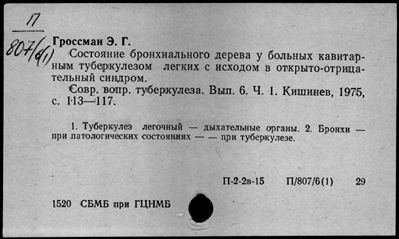 П
807/6(1)
Гроссман Э. Г.
Состояние бронхиального дерева у больных кавитар-
ным туберкулезом легких с исходом в открыто-отрица-
тельный синдром.
Совр. вопр. туберкулеза. Вып. 6. Ч. 1. Кишинев, 1975,
с. 113—117.
1. Туберкулез легочный — дыхательные органы. 2. Бронхи —
при патологических состояниях — — при туберкулезе.
П-2-2в-15 П/807/6(1) 29
1520 СБМБ при ГЦНМБ